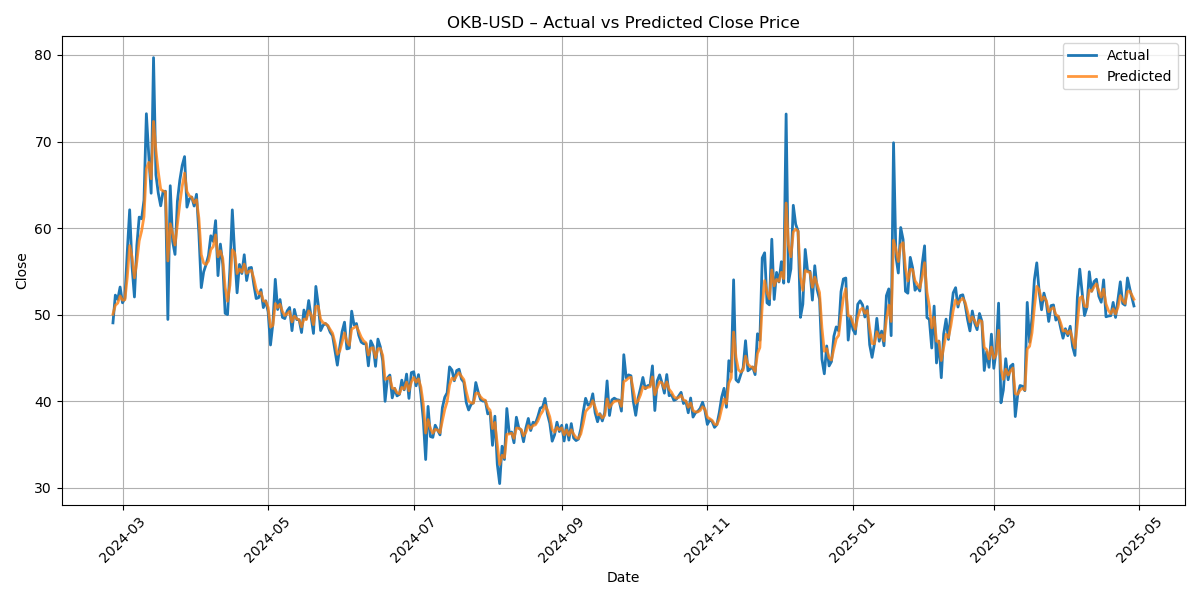 OKB-USD – Actual vs Predicted Close Price
Actual
Predicted
Close
80
70
60
50
40
30
2024-03
2024-05
2024-07
2024-09
2024-11
2025-01
2025-03
2025-05
Date